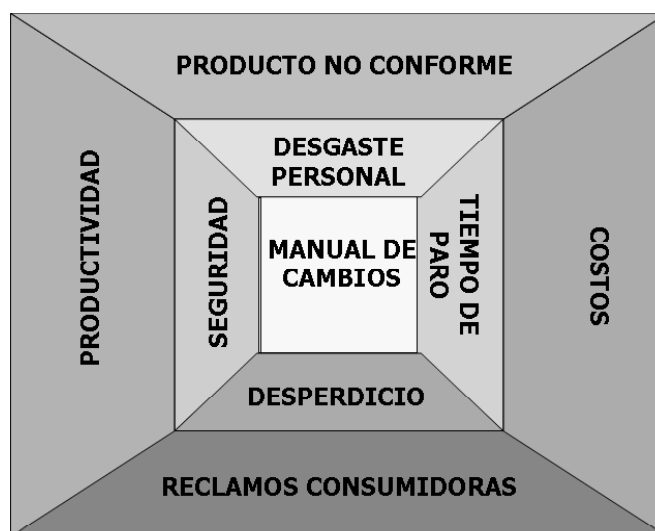 PRODUCTO NO CONFORME
DESGASTE
PERSONAL
PRODUCTIVIDAD
SEGURIDAD
MANUAL DE
CAMBIOS
TIEMPO DE
PARO
COSTOS
DESPERDICIO
RECLAMOS CONSUMIDORAS